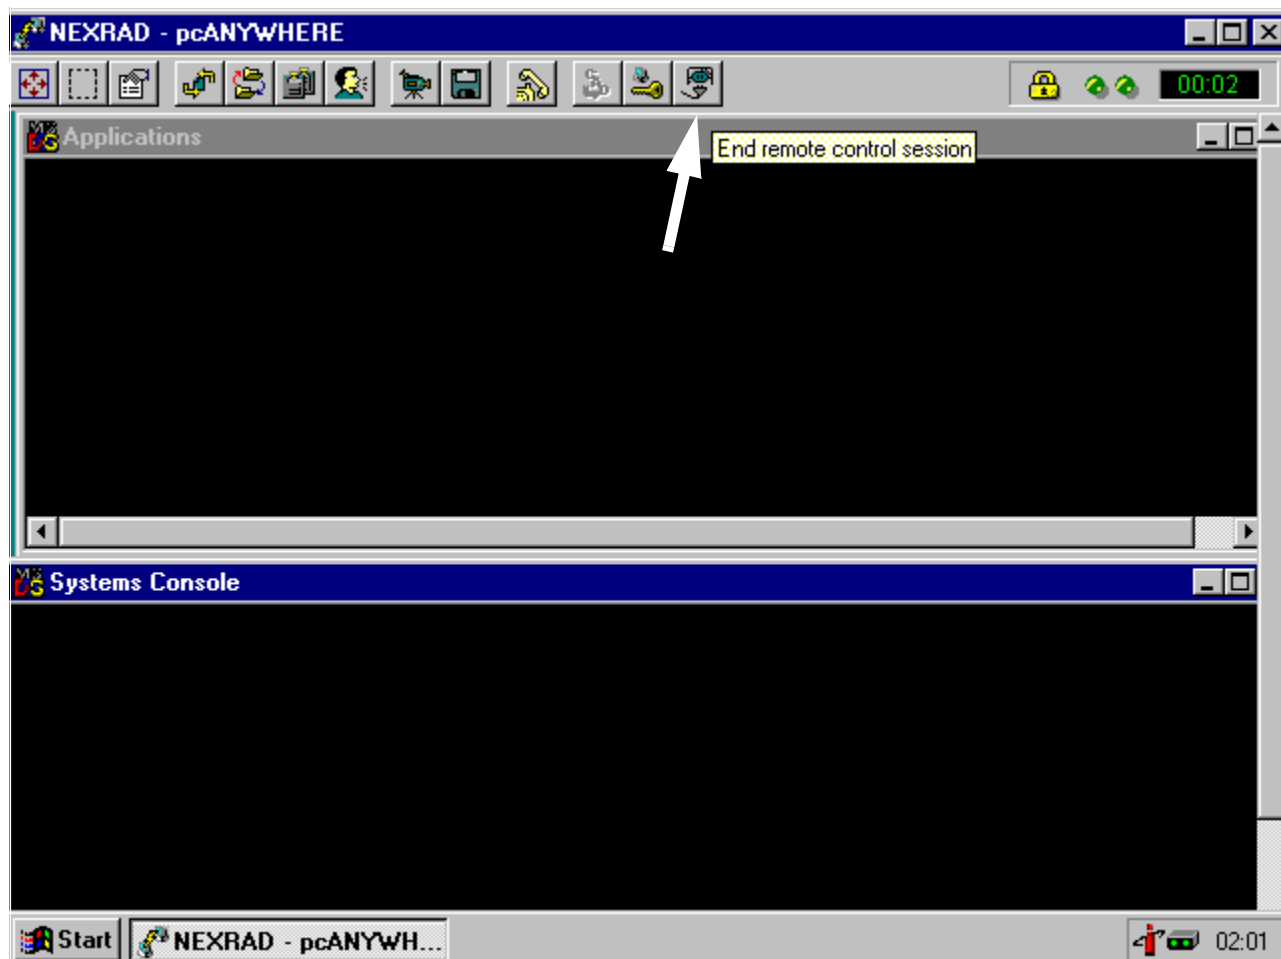 NEXRAD - pcANYWHERE
00:02
Applications
End remote control session
Systems Console
Start
NEXRAD - pcANYWH...
02:01